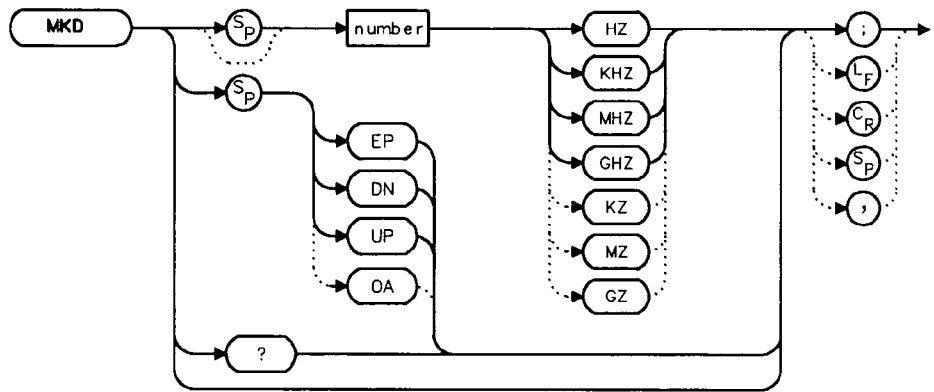 MKD
SP
number
HZ
;
KHZ
LF
SP
MHZ
CR
EP
GHZ
SP
DN
KZ
,
UP
MZ
OA
GZ
?